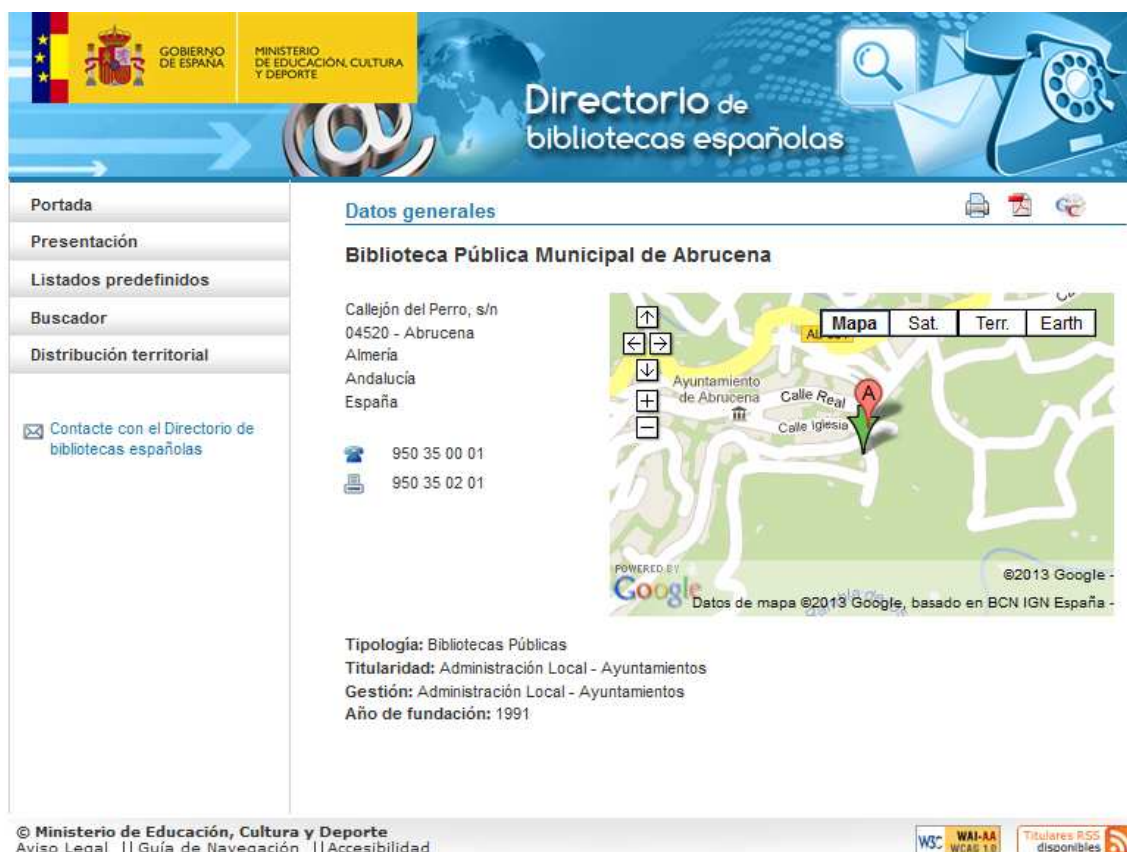 GOBIERNO
DE ESPAÑA
MINISTERIO
DE EDUCACIÓN, CULTURA
Y DEPORTE
@
Directorio de
bibliotecas españolas
Portada
Presentación
Listados predefinidos
Buscador
Distribución territorial
Contacte con el Directorio de
bibliotecas españolas
Datos generales
Biblioteca Pública Municipal de Abrucena
Callejón del Perro, s/n
04520 - Abrucena
Almería
Andalucía
España
950 35 00 01
950 35 02 01
Mapa Sat. Terr. Earth
Ayuntamiento
de Abrucena
Calle Real
A
Calle Iglesia
POWERED BY
Google
©2013 Google -
Datos de mapa ©2013 Google, basado en BCN IGN España -
Tipología: Bibliotecas Públicas
Titularidad: Administración Local - Ayuntamientos
Gestión: Administración Local - Ayuntamientos
Año de fundación: 1991
© Ministerio de Educación, Cultura y Deporte
Aviso Legal || Guía de Navegación || Accesibilidad
W3C WAI-AA
WCAG 1.0
Titulares RSS
disponibles